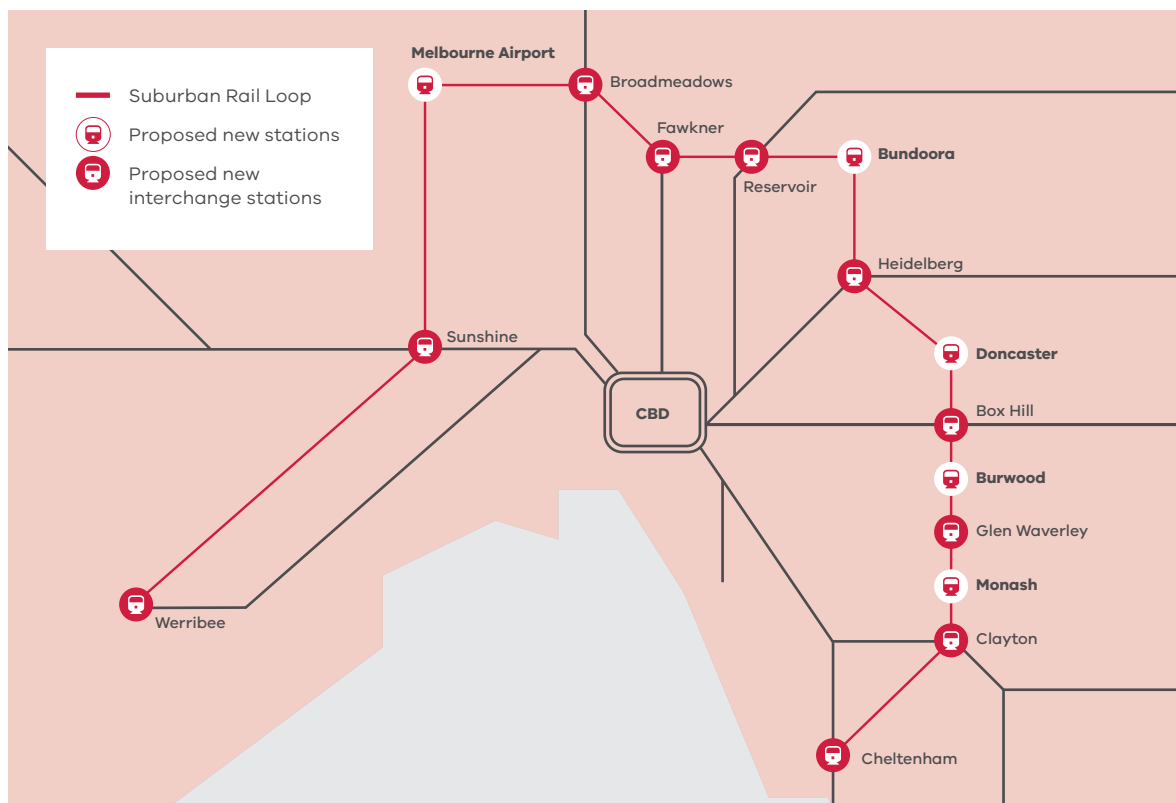 Suburban Rail Loop
Proposed new stations
Proposed new
interchange stations
Melbourne Airport
Broadmeadows
Fawkner
Reservoir
Bundoora
Heidelberg
Sunshine
Doncaster
CBD
Box Hill
Burwood
Glen Waverley
Monash
Werribee
Clayton
Cheltenham